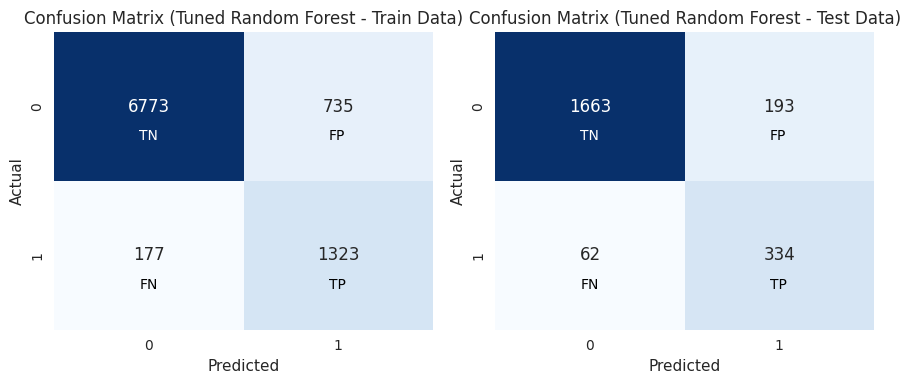 Confusion Matrix (Tuned Random Forest - Train Data)
Actual
0
1
6773
TN
735
FP
177
FN
1323
TP
0
1
Predicted
Confusion Matrix (Tuned Random Forest - Test Data)
Actual
0
1
1663
TN
193
FP
62
FN
334
TP
0
1
Predicted